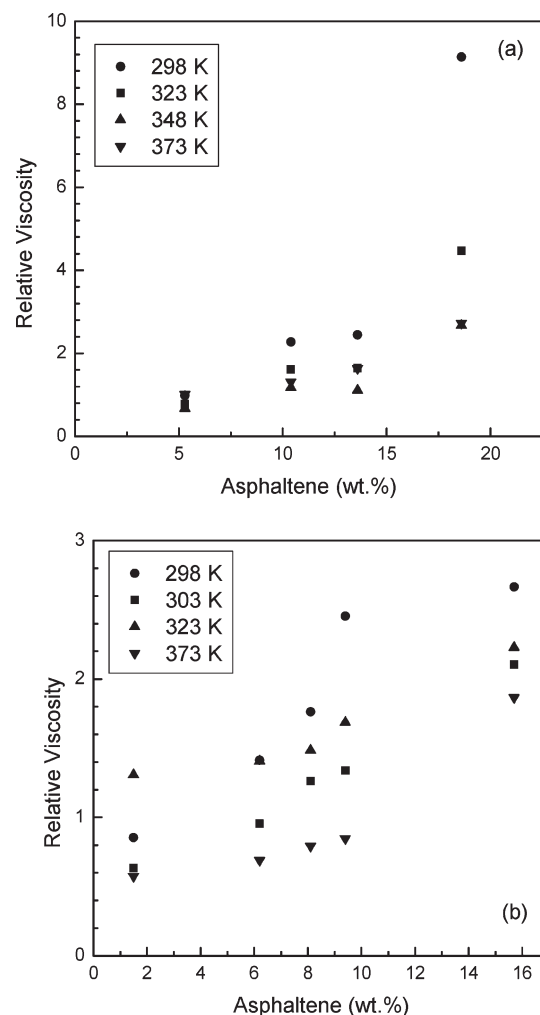 (a)
298 K
323 K
348 K
373 K
10
8
6
4
2
0
Relative Viscosity
0 5 10 15 20
Asphaltene (wt.%)
3
2
1
0
298 K
303 K
323 K
373 K
Relative Viscosity
(b)
0 2 4 6 8 10 12 14 16
Asphaltene (wt.%)